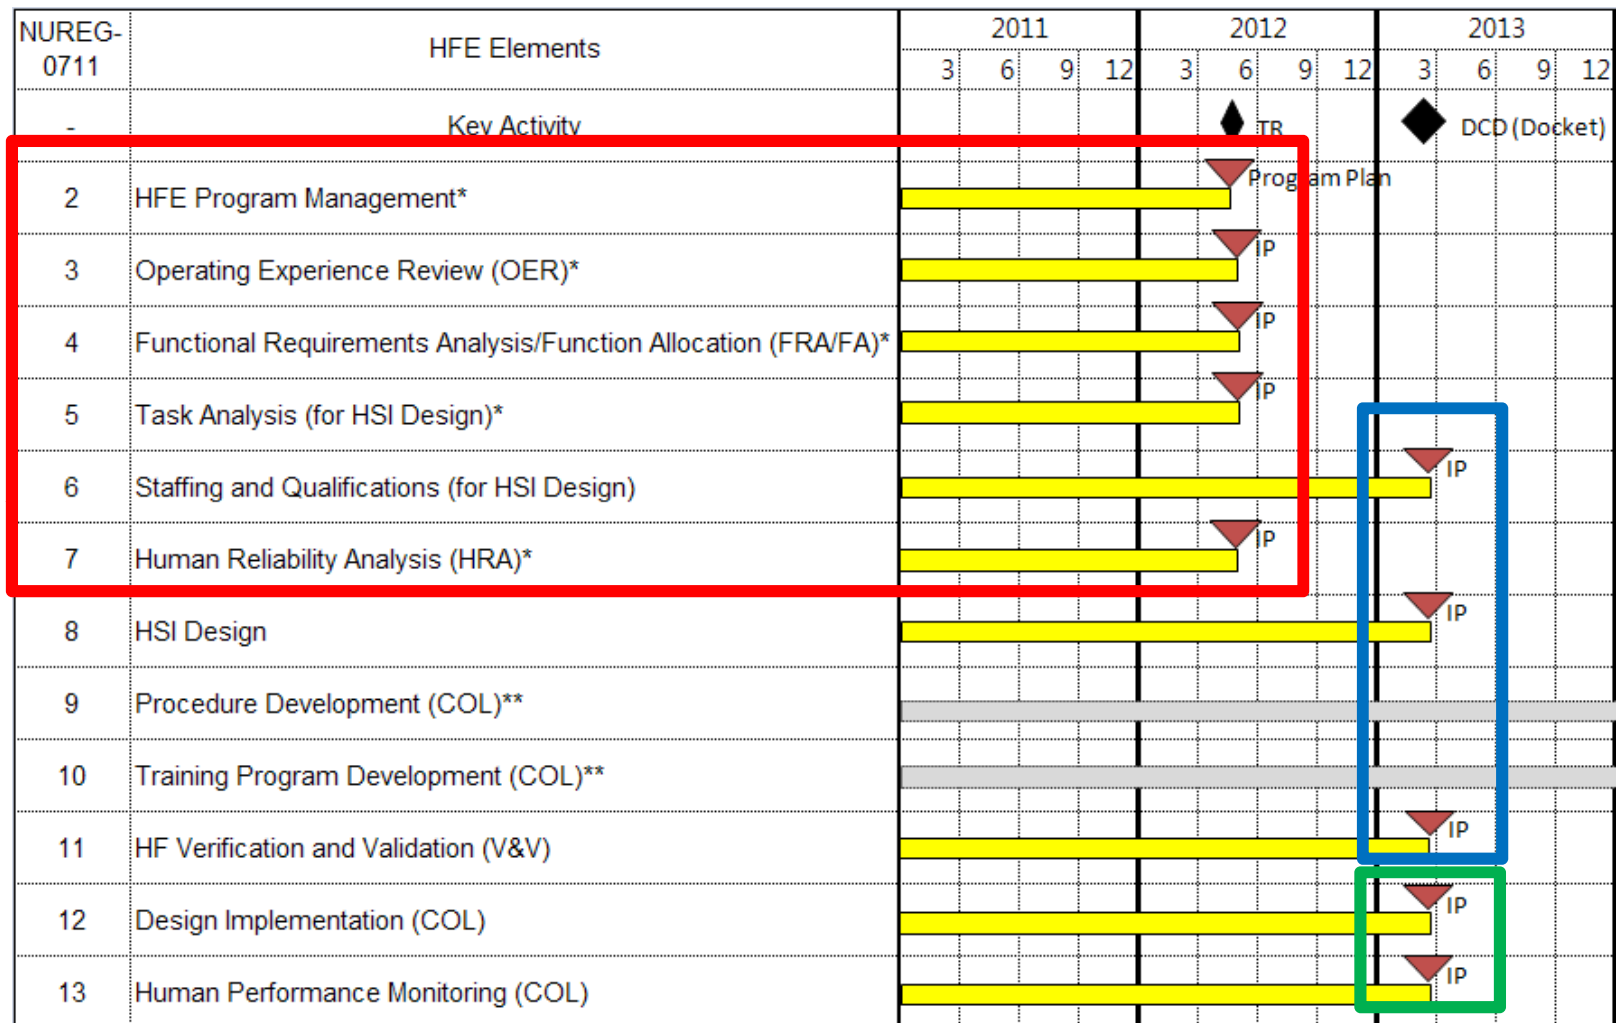 NUREG-
0711
HFE Elements
2011
2012
2013
3 6 9 12 3 6 9 12 3 6 9 12
- Key Activity TR DCD (Docket)
2 HFE Program Management* Program Plan
3 Operating Experience Review (OER)* IP
4 Functional Requirements Analysis/Function Allocation (FRA/FA)* IP
5 Task Analysis (for HSI Design)* IP
6 Staffing and Qualifications (for HSI Design) IP
7 Human Reliability Analysis (HRA)* IP
8 HSI Design IP
9 Procedure Development (COL)**
10 Training Program Development (COL)**
11 HF Verification and Validation (V&V) IP
12 Design Implementation (COL) IP
13 Human Performance Monitoring (COL) IP